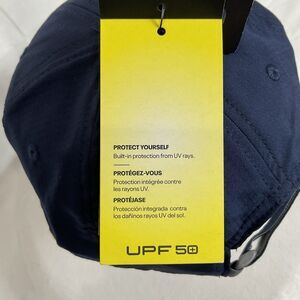 PROTECT YOURSELF
Built-in protection from UV rays.
PROTÉGEZ-VOUS
Protection intégrée contre
les rayons UV.
PROTÉJASE
Protección integrada contra
los dañinos rayos UV del sol.
UPF 50+